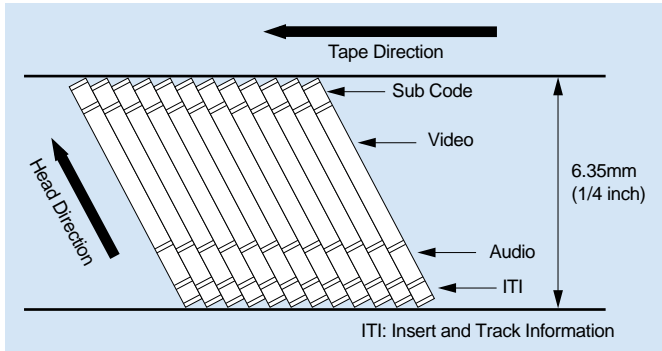 Tape Direction
Sub Code
Video
Head Direction
6.35mm
(1/4 inch)
Audio
ITI
ITI: Insert and Track Information